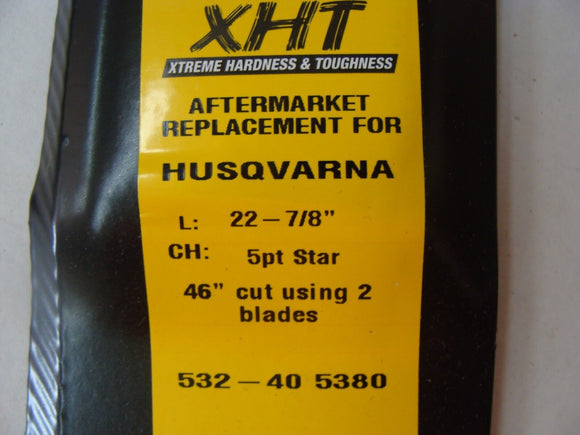 XHT
XTREME HARDNESS & TOUGHNESS
AFTERMARKET
REPLACEMENT FOR
HUSQVARNA
L: 22-7/8"
CH: 5pt Star
46" cut using 2
blades
532-40 5380